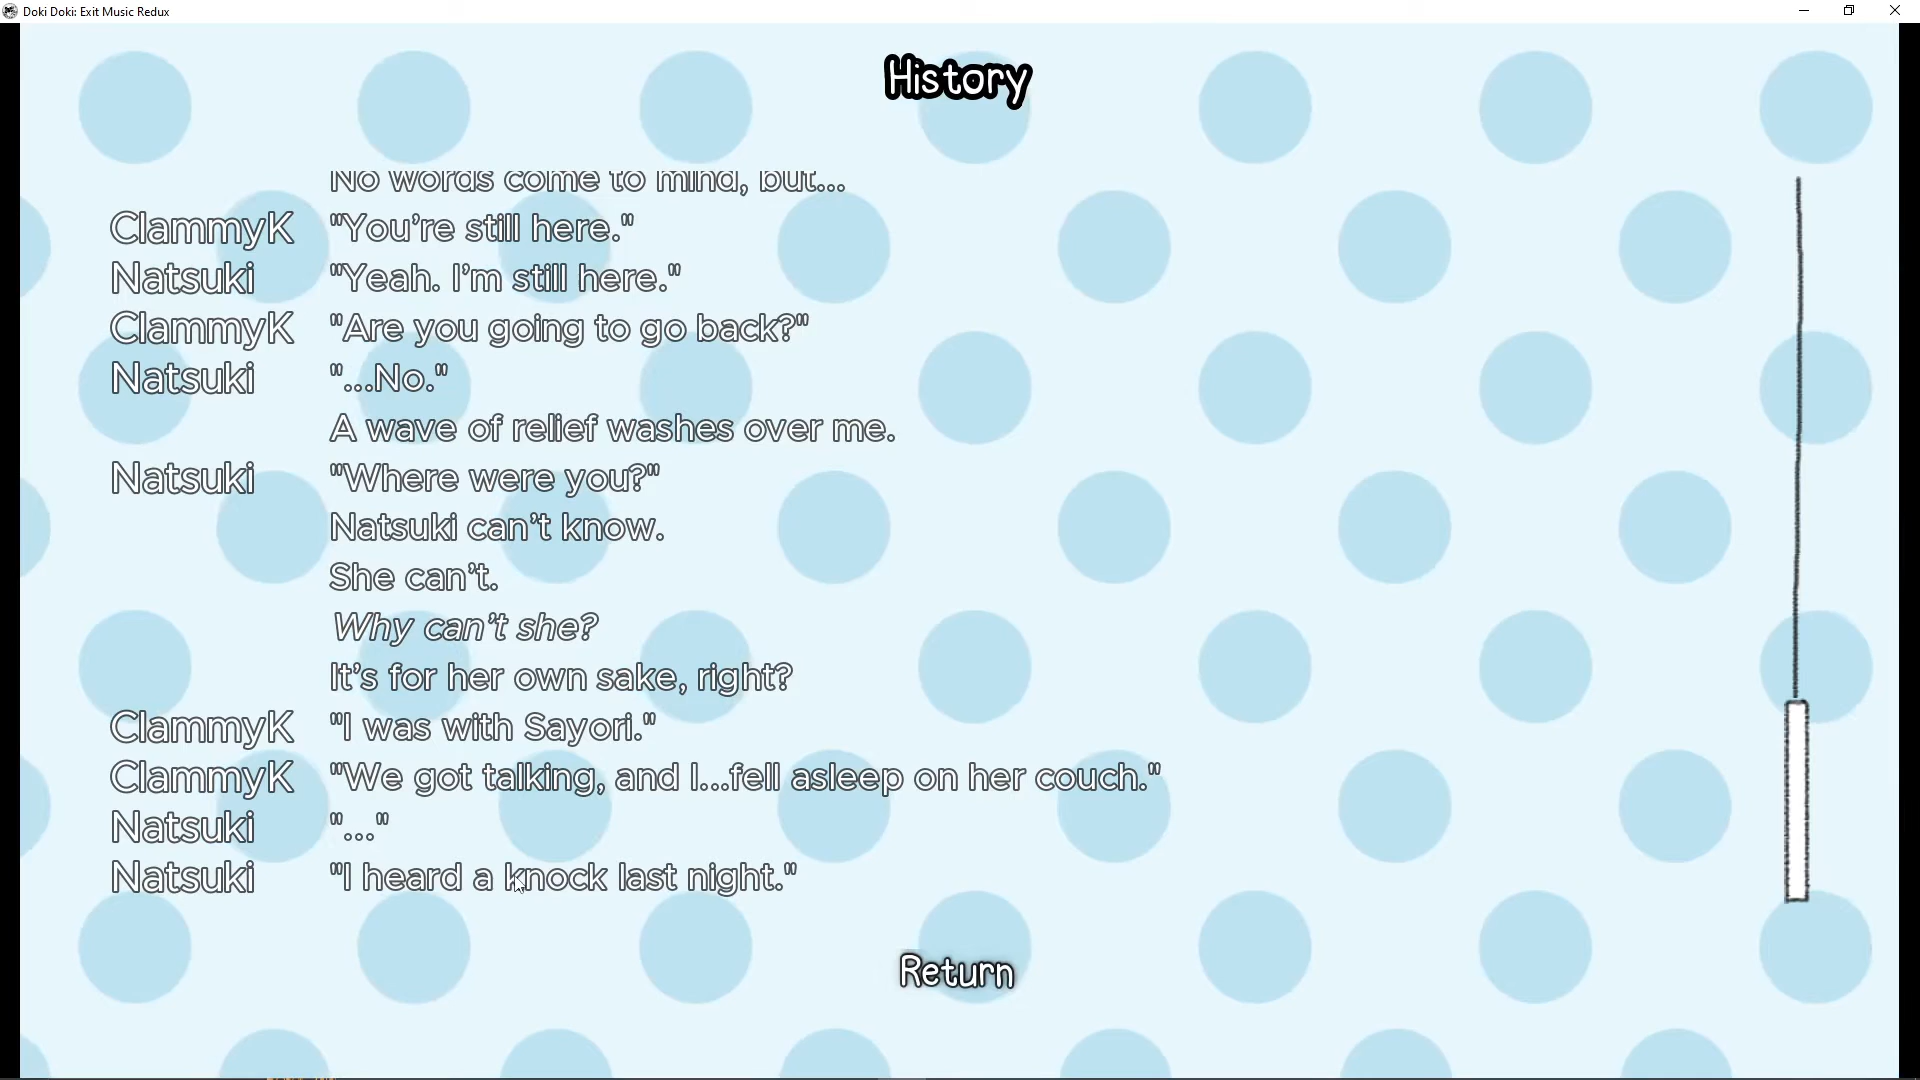 Doki Doki: Exit Music Redux
History
No words come to mind, but...
ClammyK "You're still here."
Natsuki "Yeah. I'm still here."
ClammyK "Are you going to go back?"
Natsuki "...No."
A wave of relief washes over me.
Natsuki "Where were you?"
Natsuki can't know.
She can't.
Why can't she?
It's for her own sake, right?
ClammyK "I was with Sayori."
ClammyK "We got talking, and I...fell asleep on her couch."
Natsuki "..."
Natsuki "I heard a knock last night."
Return